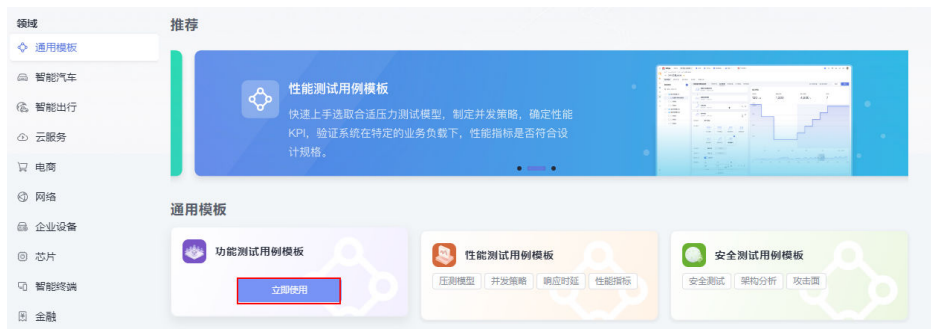 领域
通用模板
智能汽车
智能出行
云服务
电商
网络
企业设备
芯片
智能终端
金融
推荐
性能测试用例模板
快速上手选取合适压力测试模型，制定并发策略，确定性能
KPI，验证系统在特定的业务负载下，性能指标是否符合设
计规格。
通用模板
功能测试用例模板
立即使用
性能测试用例模板
压测模型 并发策略 响应时延 性能指标
安全测试用例模板
安全测试 架构分析 攻击面